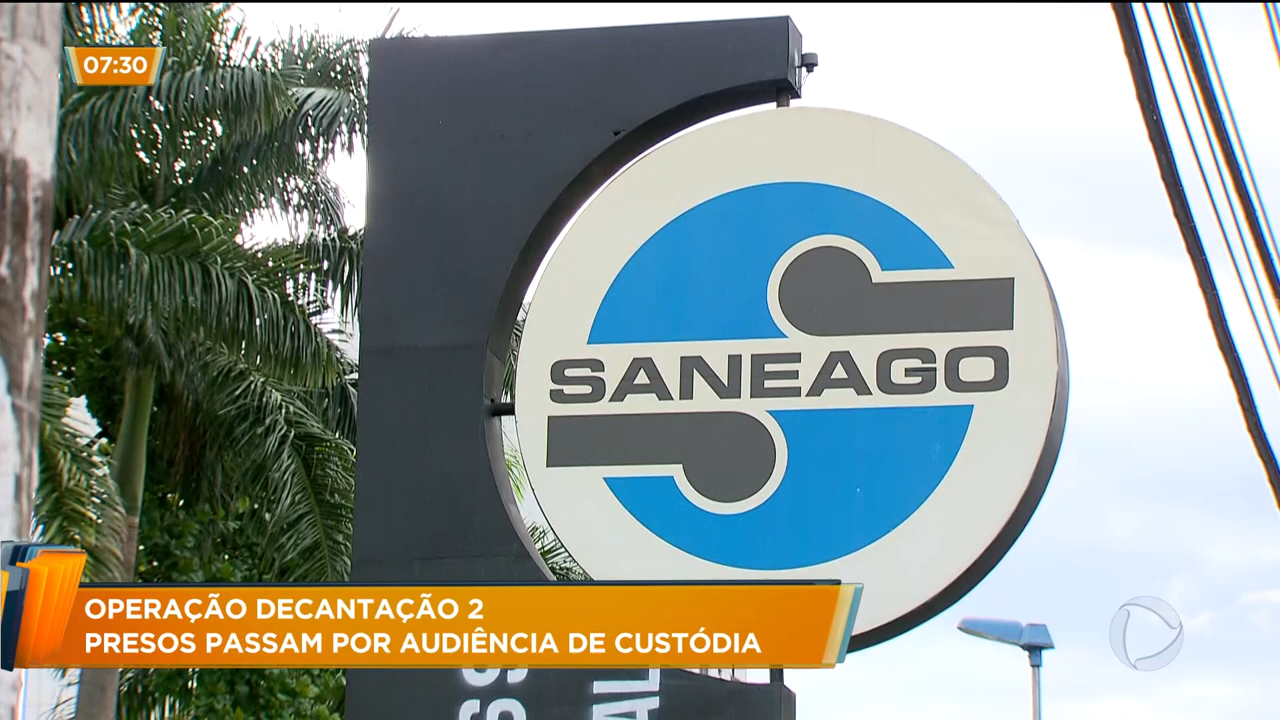 07:30
SANEAGO
OPERAÇÃO DECANTAÇÃO 2
PRESOS PASSAM POR AUDIÊNCIA DE CUSTÓDIA